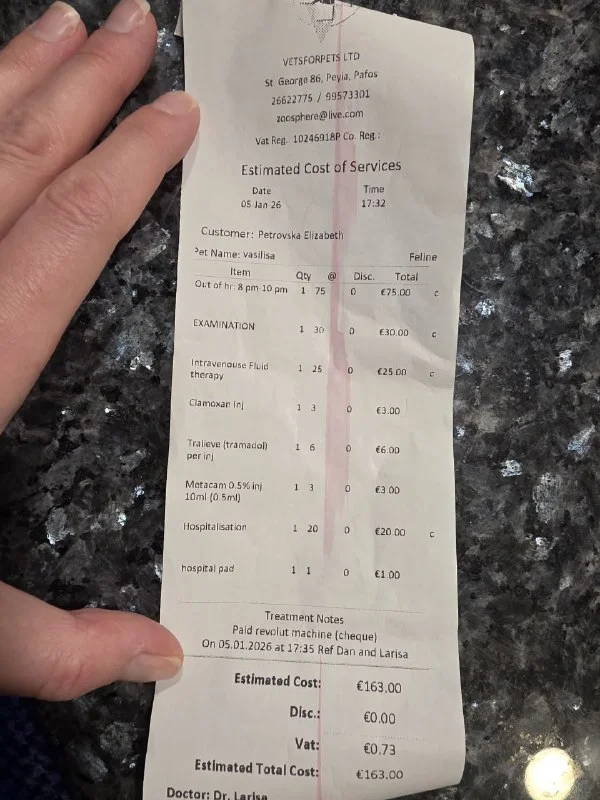 VETSFORPETS LTD
St. George 86, Peyia, Pafos
26622775 / 99573301
zoosphere@live.com
Vat Reg.: 10246918P Co. Reg.:
Estimated Cost of Services
Date Time
05 Jan 26 17:32
Customer: Petrovska Elizabeth
Pet Name: vasilisa Feline
Item Qty @ Disc. Total
Out of hr: 8 pm-10 pm 1 75 0 €75.00 c
EXAMINATION 1 30 0 €30.00 c
Intravenouse Fluid 1 25 0 €25.00 c
therapy
Clamoxan Inj 1 3 0 €3.00
Tralieve (tramadol) 1 6 0 €6.00
per inj
Metacam 0.5% inj 1 3 0 €3.00
10ml (0.5ml)
Hospitalisation 1 20 0 €20.00 c
hospital pad 1 1 0 €1.00
Treatment Notes
Paid revolut machine (cheque)
On 05.01.2026 at 17:35 Ref Dan and Larisa
Estimated Cost: €163.00
Disc.: €0.00
Vat: €0.73
Estimated Total Cost: €163.00
Doctor: Dr. Larisa